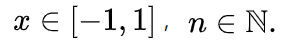 x ∈ [−1, 1], n ∈ ℕ.